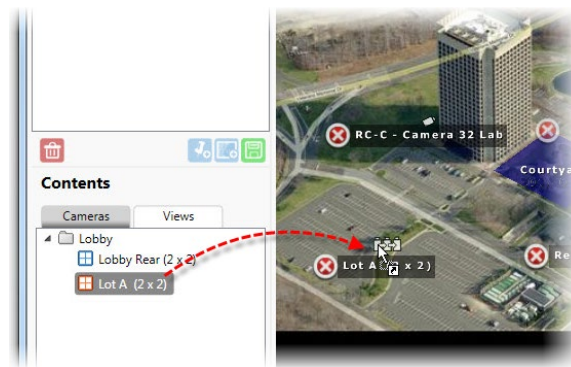 RC-C - Camera 32 Lab
Contents
Courtya
Cameras
Views
Lobby
Lobby Rear (2 x 2)
Lot A (2 x 2)
Re
Lot A x 2)